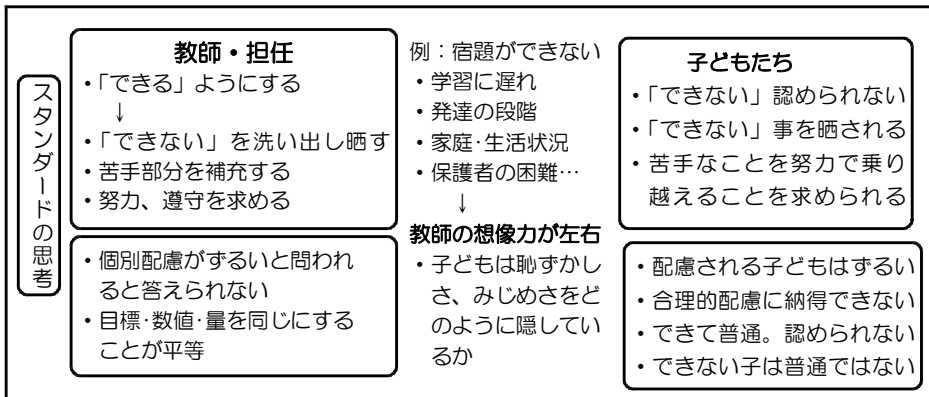 スタンダードの思考
教師・担任
・「できる」ようにする
↓
・「できない」を洗い出し晒す
・苦手部分を補充する
・努力、遵守を求める
・個別配慮がずるいと問われ
ると答えられない
・目標・数値・量を同じにする
ことが平等
例:宿題ができない
・学習に遅れ
・発達の段階
・家庭・生活状況
・保護者の困難…
↓
教師の想像力が左右
・子どもは恥ずかし
さ、みじめさをど
のように隠してい
るか
子どもたち
・「できない」認められない
・「できない」事を晒される
・苦手なことを努力で乗り
越えることを求められる
・配慮される子どもはずるい
・合理的配慮に納得できない
・できて普通。認められない
・できない子は普通ではない